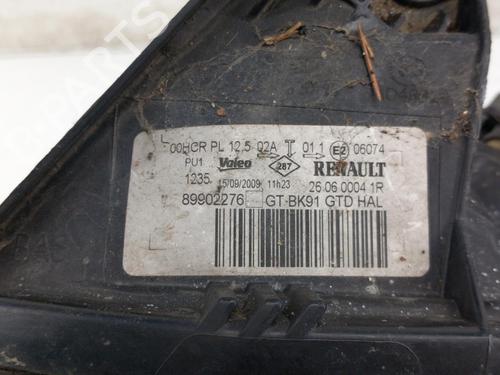 00HCR PL 12,5 02A T 01 1 E2 06074
PU1 Valeo 287 RENAULT
1235 15/09/2009 11h23 26.06 0004 1R
89902276 GT-BK91 GTD HAL